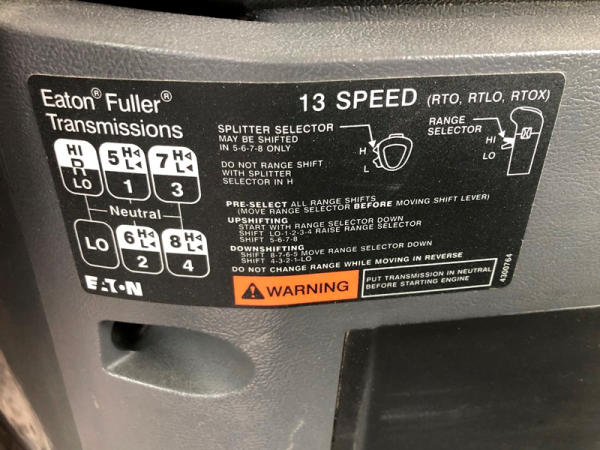 Eaton® Fuller®
Transmissions
13 SPEED (RTO, RTLO, RTOX)
HI
R
LO
5 H
L
1
7 H
L
3
Neutral
LO
6 H
L
2
8 H
L
4
EATON
SPLITTER SELECTOR
MAY BE SHIFTED
IN 5-6-7-8 ONLY
DO NOT RANGE SHIFT
WITH SPLITTER
SELECTOR IN H
H
L
RANGE
SELECTOR
HI
LO
PRE-SELECT ALL RANGE SHIFTS
(MOVE RANGE SELECTOR BEFORE MOVING SHIFT LEVER)
UPSHIFTING
START WITH RANGE SELECTOR DOWN
SHIFT LO-1-2-3-4 RAISE RANGE SELECTOR
SHIFT 5-6-7-8
DOWNSHIFTING
SHIFT 8-7-6-5 MOVE RANGE SELECTOR DOWN
SHIFT 4-3-2-1-LO
DO NOT CHANGE RANGE WHILE MOVING IN REVERSE
WARNING
PUT TRANSMISSION IN NEUTRAL
BEFORE STARTING ENGINE
4300764